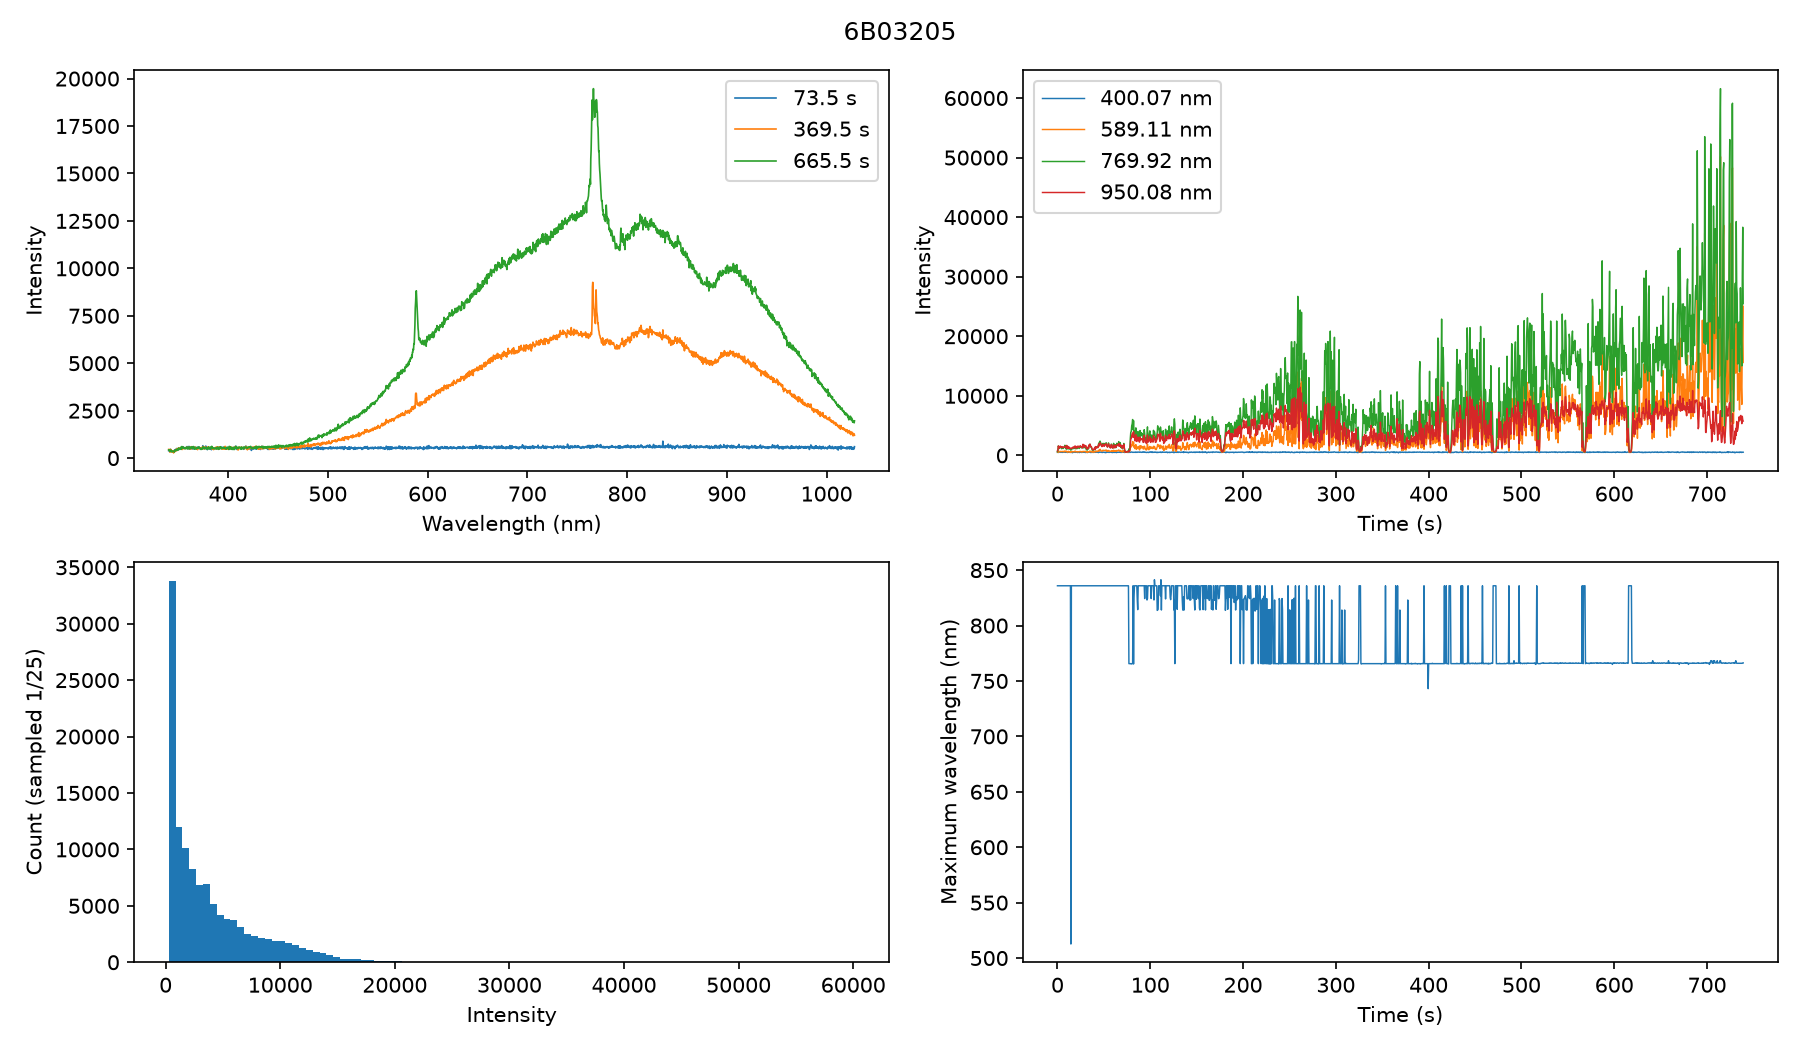 6B03205
20000
17500
15000
12500
10000
7500
5000
2500
0
Intensity
73.5 s
369.5 s
665.5 s
400 500 600 700 800 900 1000
Wavelength (nm)
60000
50000
40000
30000
20000
10000
0
Intensity
400.07 nm
589.11 nm
769.92 nm
950.08 nm
0 100 200 300 400 500 600 700
Time (s)
35000
30000
25000
20000
15000
10000
5000
0
Count (sampled 1/25)
0 10000 20000 30000 40000 50000 60000
Intensity
850
800
750
700
650
600
550
500
Maximum wavelength (nm)
0 100 200 300 400 500 600 700
Time (s)